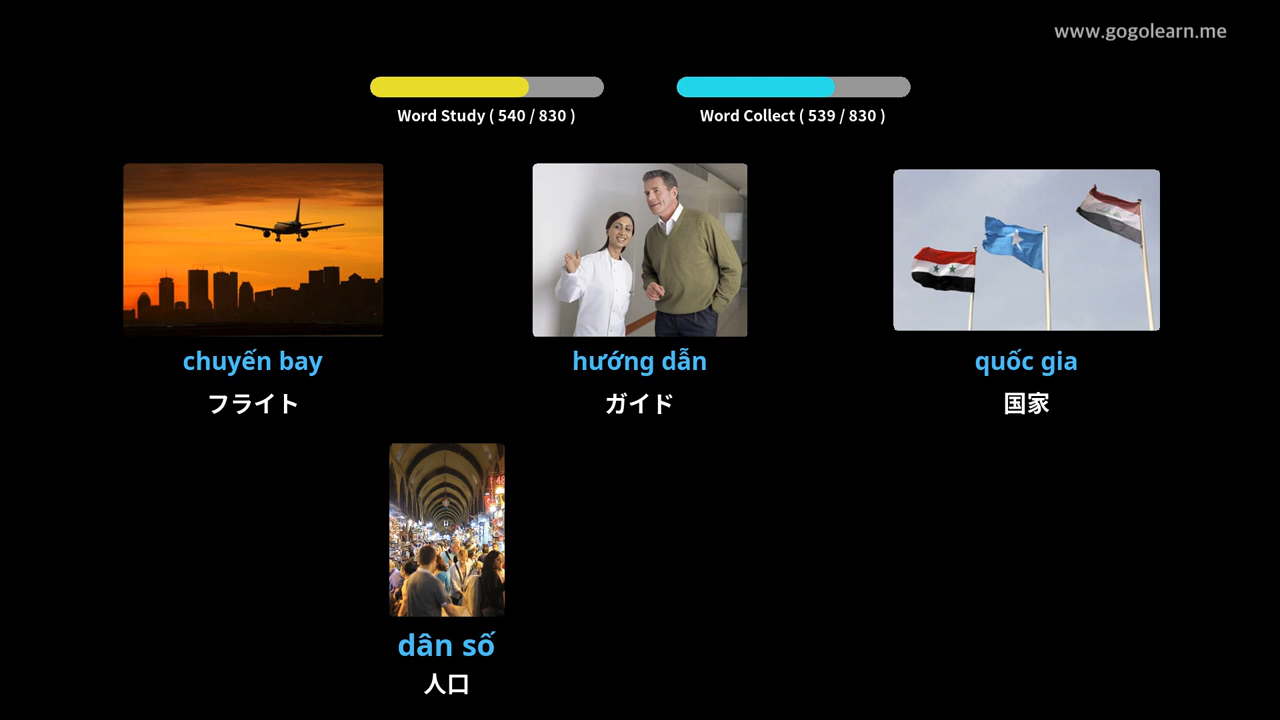 www.gogolearn.me
Word Study ( 540 / 830 )
Word Collect ( 539 / 830 )
chuyến bay
hướng dẫn
quốc gia
フライト
ガイド
国家
dân số
人口